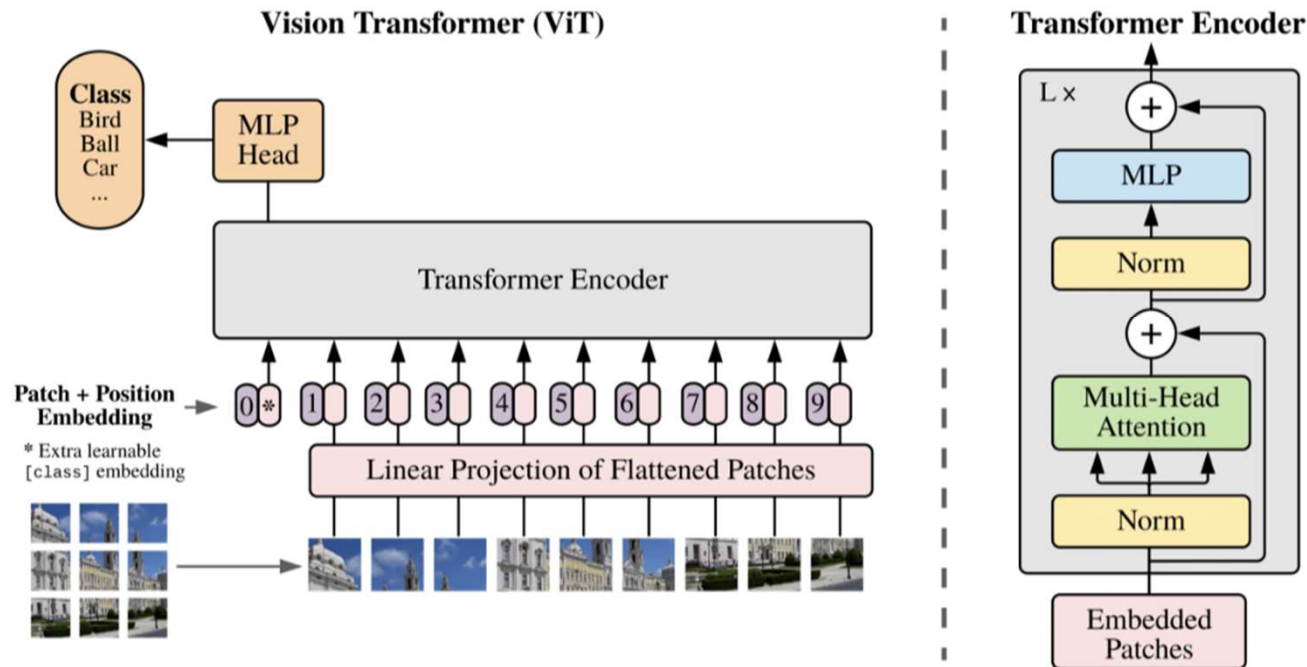 Vision Transformer (ViT)
Class
Bird
Ball
Car
...
MLP
Head
Transformer Encoder
Patch + Position
Embedding
* Extra learnable
[class] embedding
0 * 1 2 3 4 5 6 7 8 9
Linear Projection of Flattened Patches
Transformer Encoder
L ×
+
MLP
Norm
+
Multi-Head
Attention
Norm
Embedded
Patches